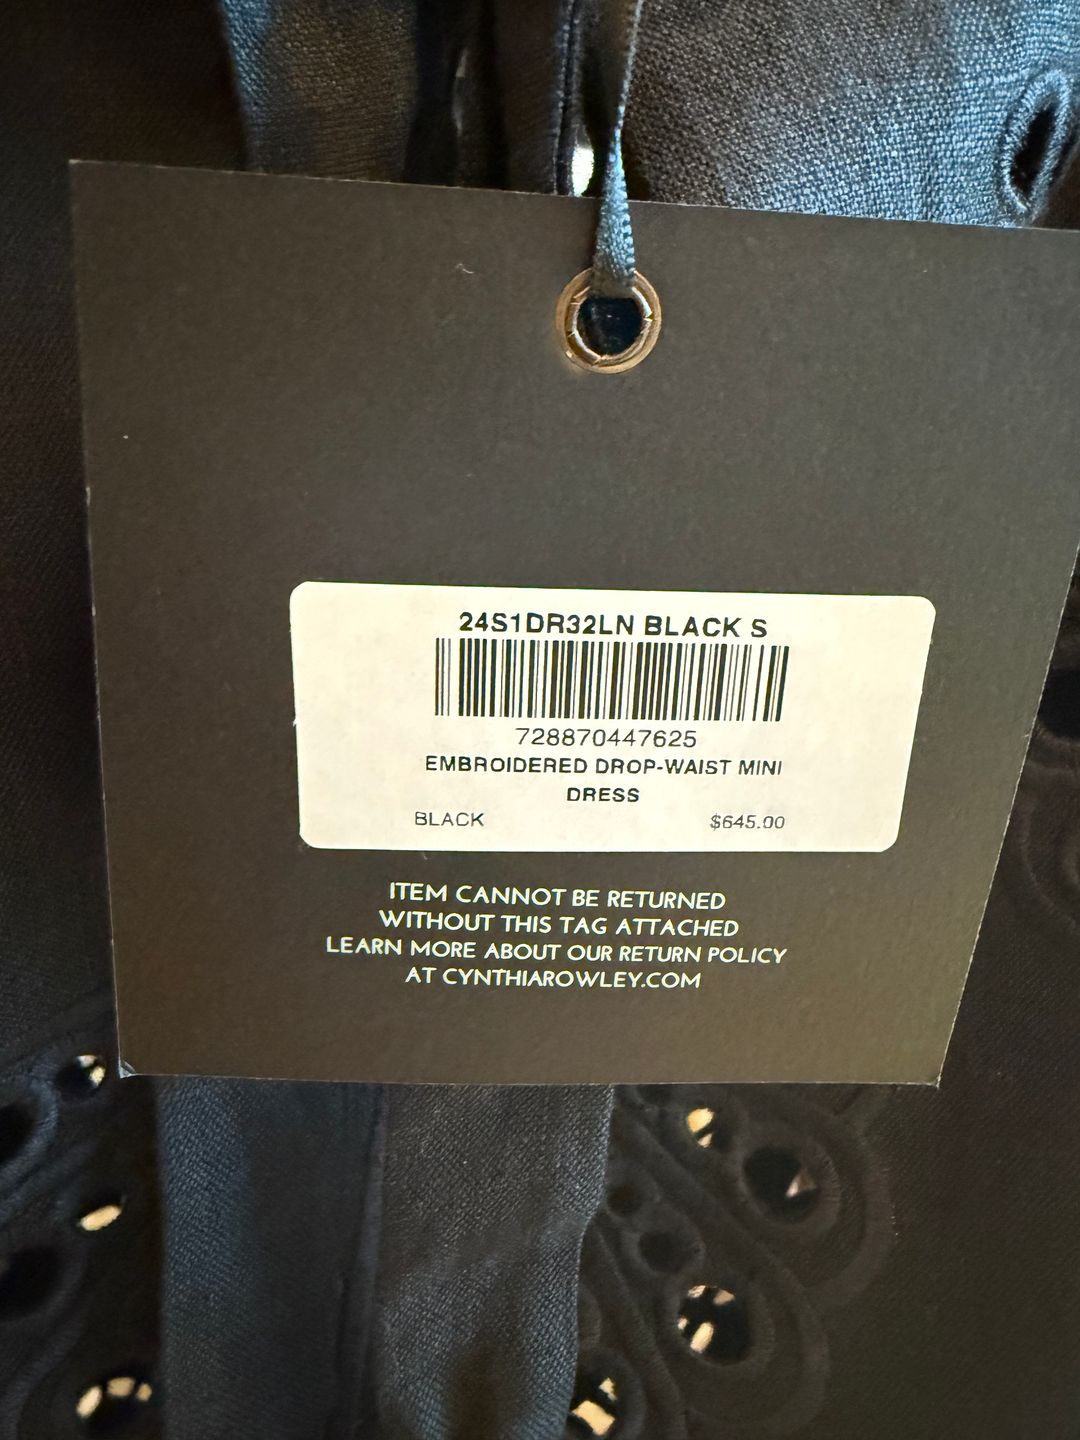 24S1DR32LN BLACK S
728870447625
EMBROIDERED DROP-WAIST MINI
DRESS
BLACK $645.00
ITEM CANNOT BE RETURNED
WITHOUT THIS TAG ATTACHED
LEARN MORE ABOUT OUR RETURN POLICY
AT CYNTHIAROWLEY.COM